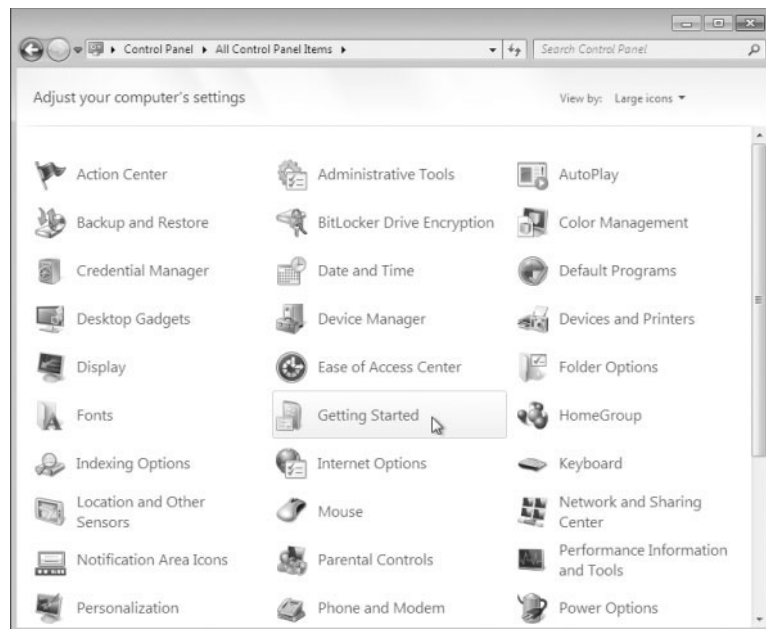 Control Panel ▸ All Control Panel Items ▸ Search Control Panel
Adjust your computer's settings View by: Large icons
Action Center Administrative Tools AutoPlay
Backup and Restore BitLocker Drive Encryption Color Management
Credential Manager Date and Time Default Programs
Desktop Gadgets Device Manager Devices and Printers
Display Ease of Access Center Folder Options
Fonts Getting Started HomeGroup
Indexing Options Internet Options Keyboard
Location and Other
Sensors
Mouse
Network and Sharing
Center
Notification Area Icons Parental Controls
Performance Information
and Tools
Personalization Phone and Modem Power Options